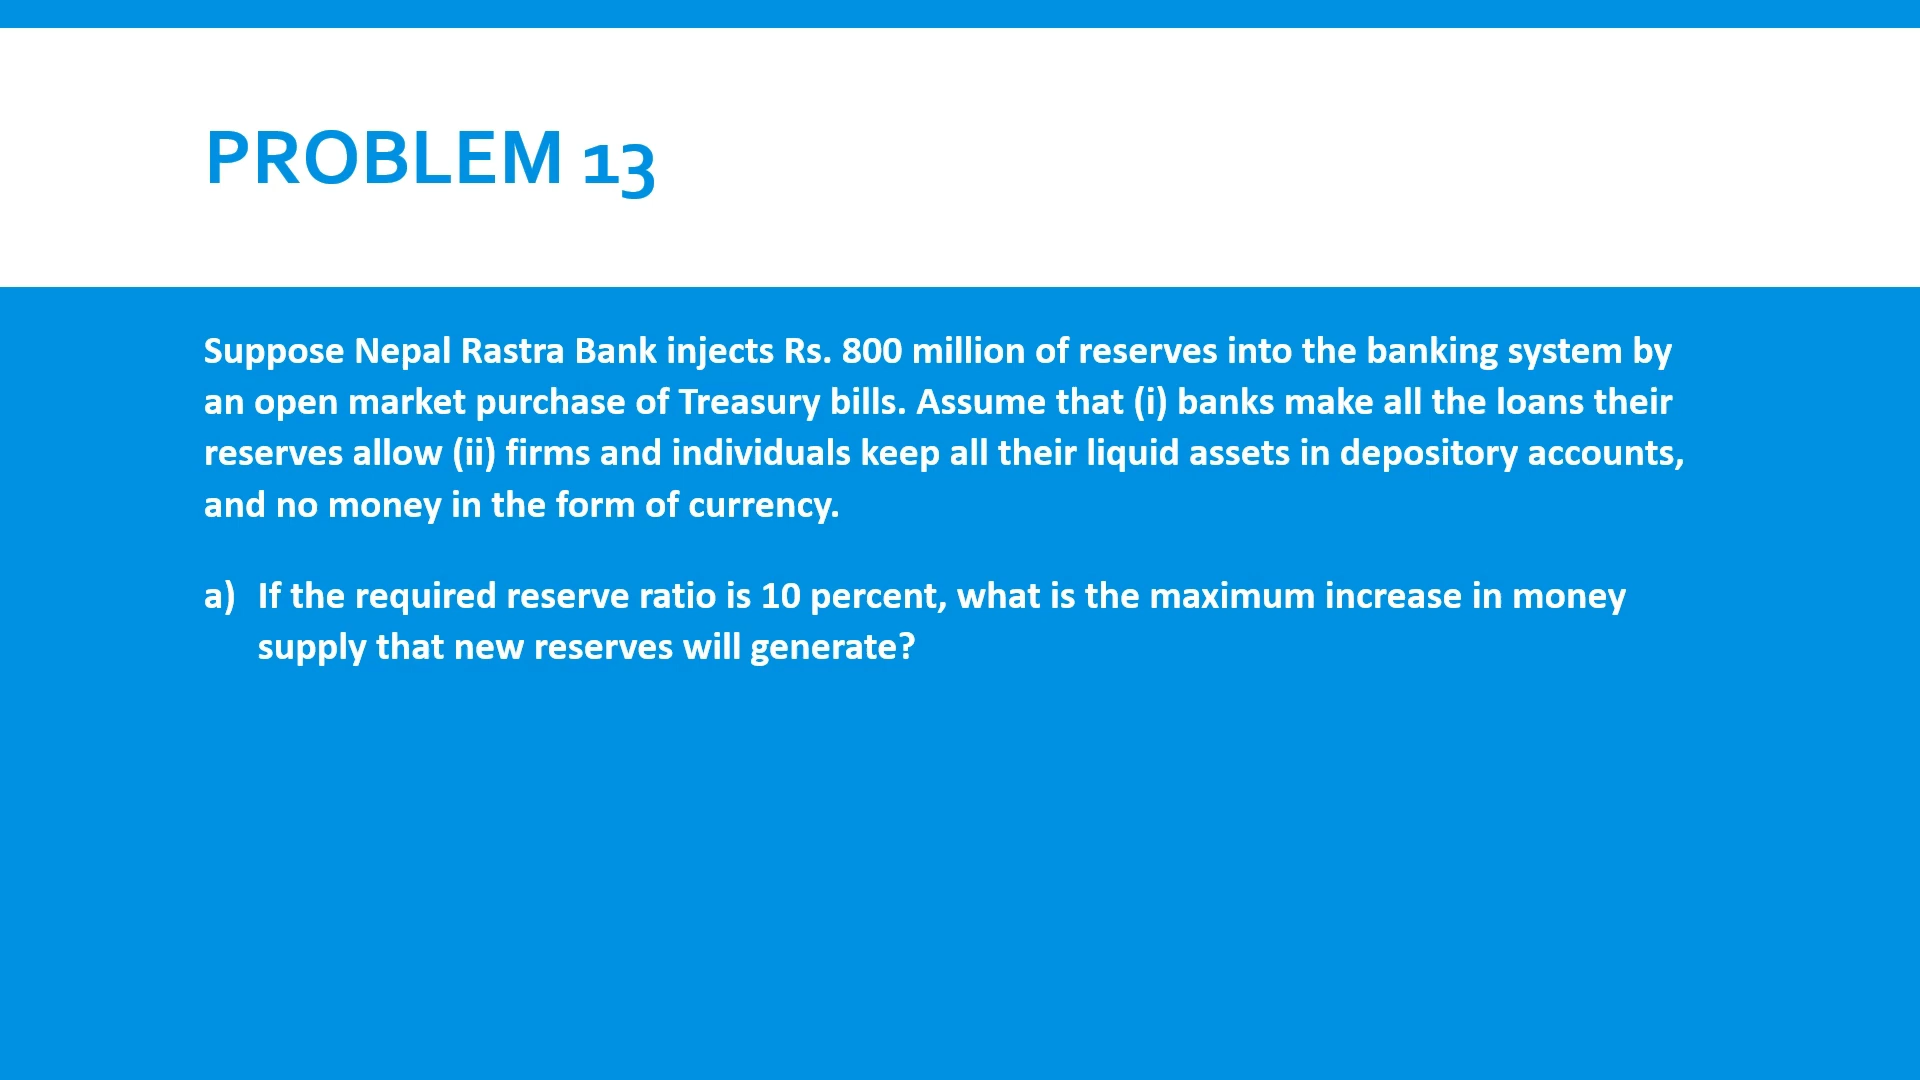 PROBLEM 13
Suppose Nepal Rastra Bank injects Rs. 800 million of reserves into the banking system by
an open market purchase of Treasury bills. Assume that (i) banks make all the loans their
reserves allow (ii) firms and individuals keep all their liquid assets in depository accounts,
and no money in the form of currency.
a) If the required reserve ratio is 10 percent, what is the maximum increase in money
supply that new reserves will generate?